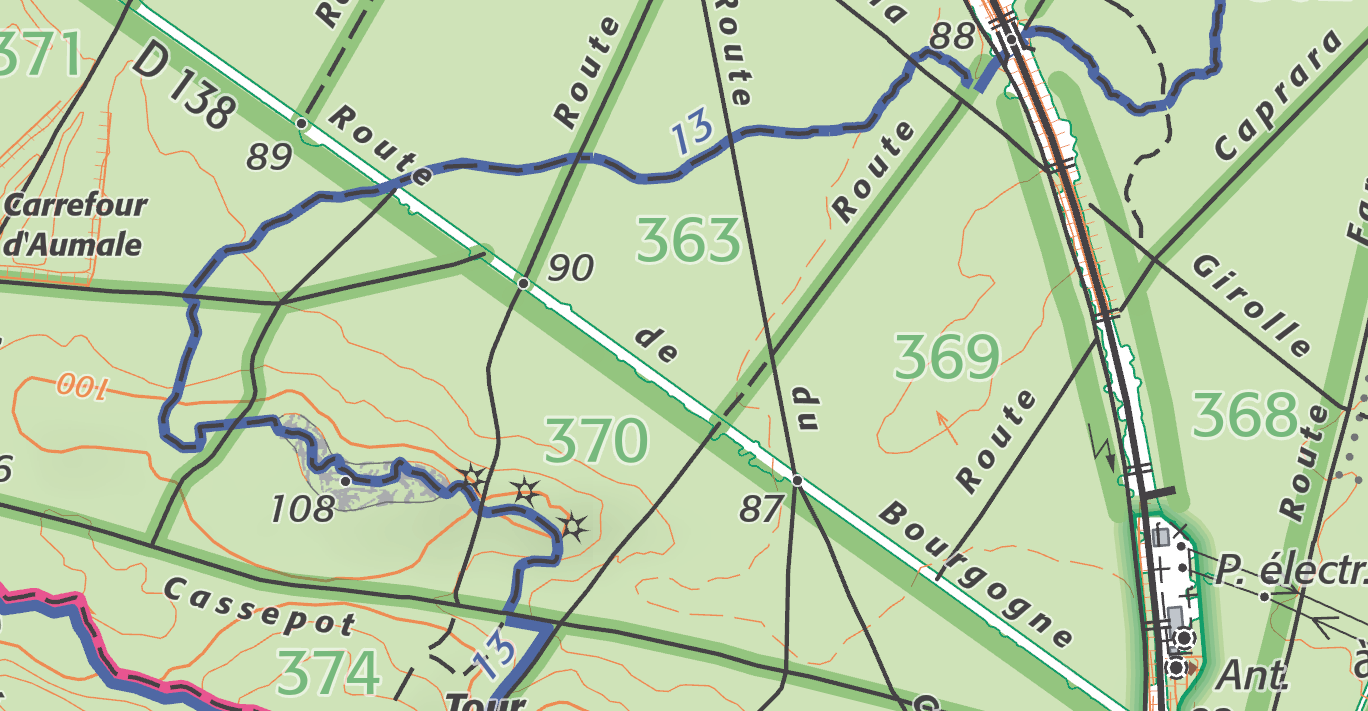 371
D 138
Route
89
Carrefour
d'Aumale
Route
Route
13
88
Route
Caprara
363
90
de
Girolle
369
du
Route
368
Route
100
370
108
87
Bourgogne
P. électr.
Cassepot
374
13
Tour
Ant.